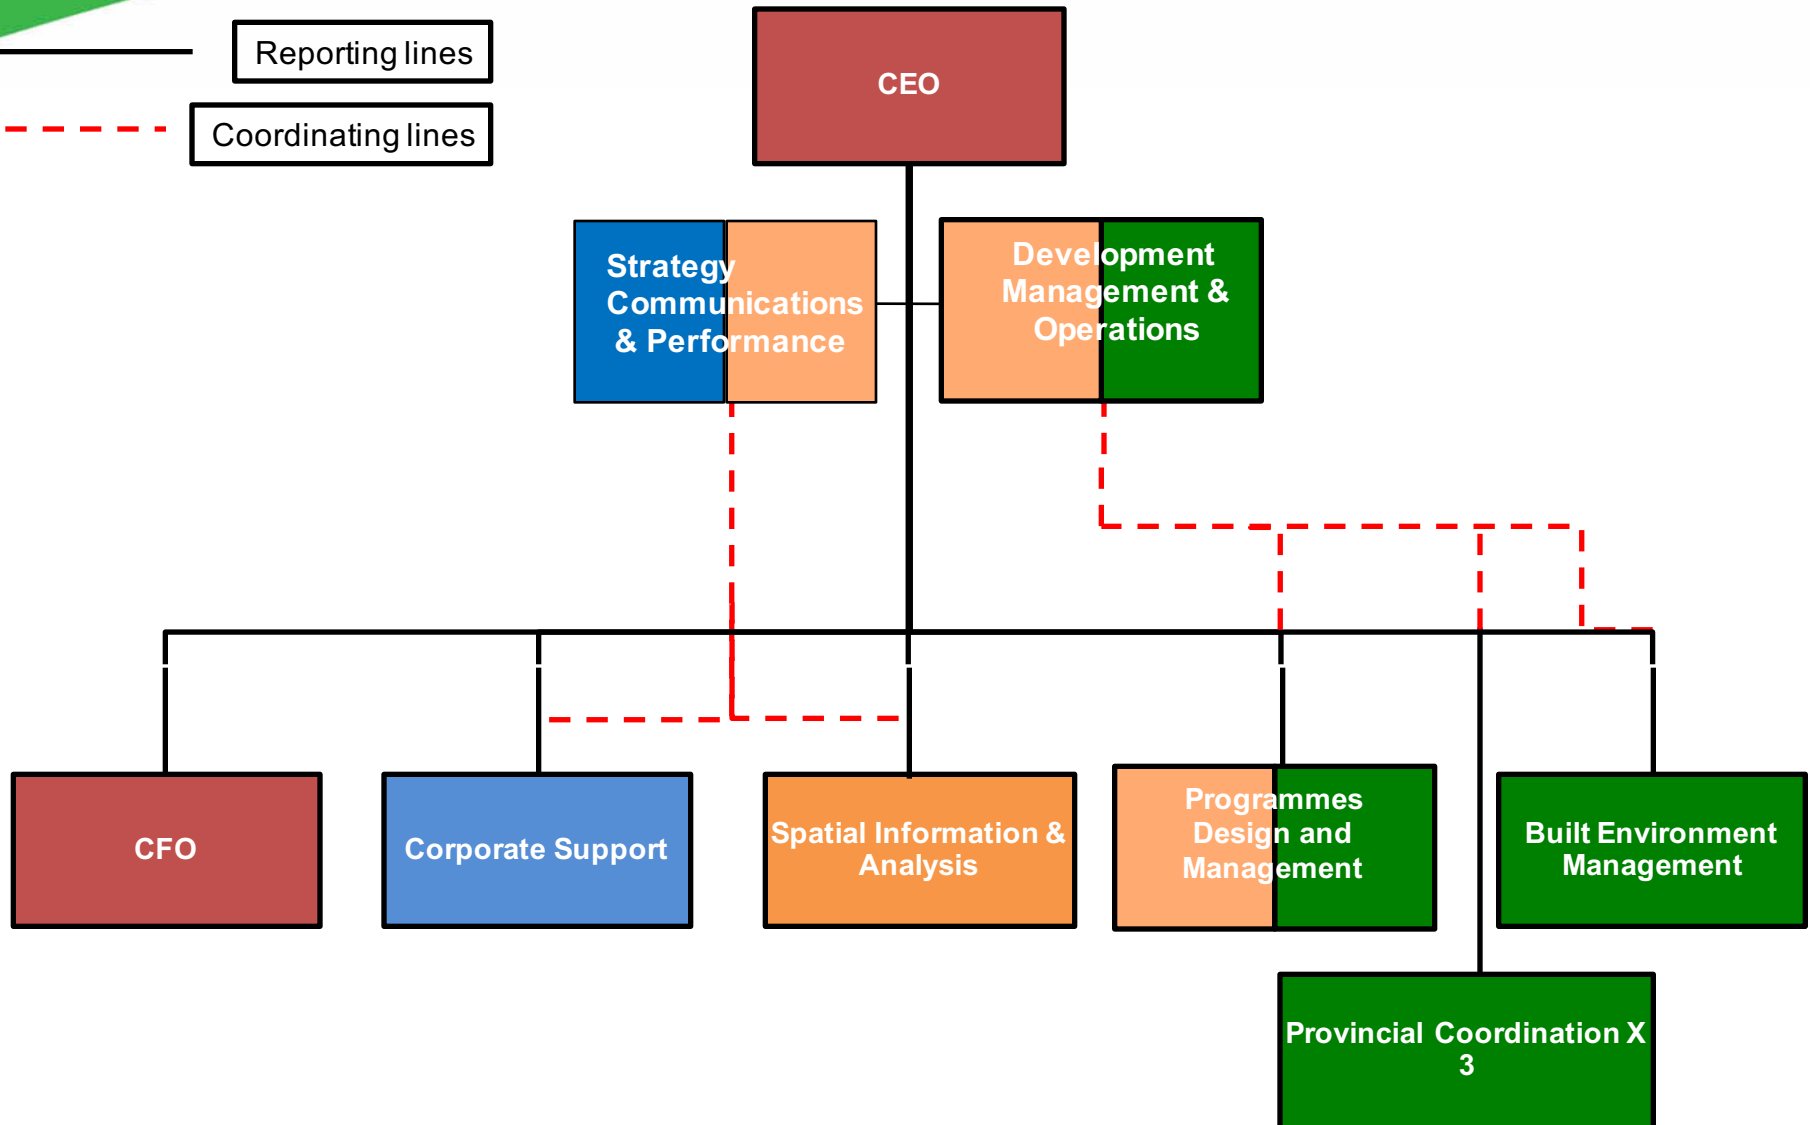 Reporting lines
CEO
Coordinating lines
Strategy
Communications
& Performance
Development
Management &
Operations
CFO
Corporate Support
Spatial Information &
Analysis
Programmes
Design and
Management
Built Environment
Management
Provincial Coordination X
3